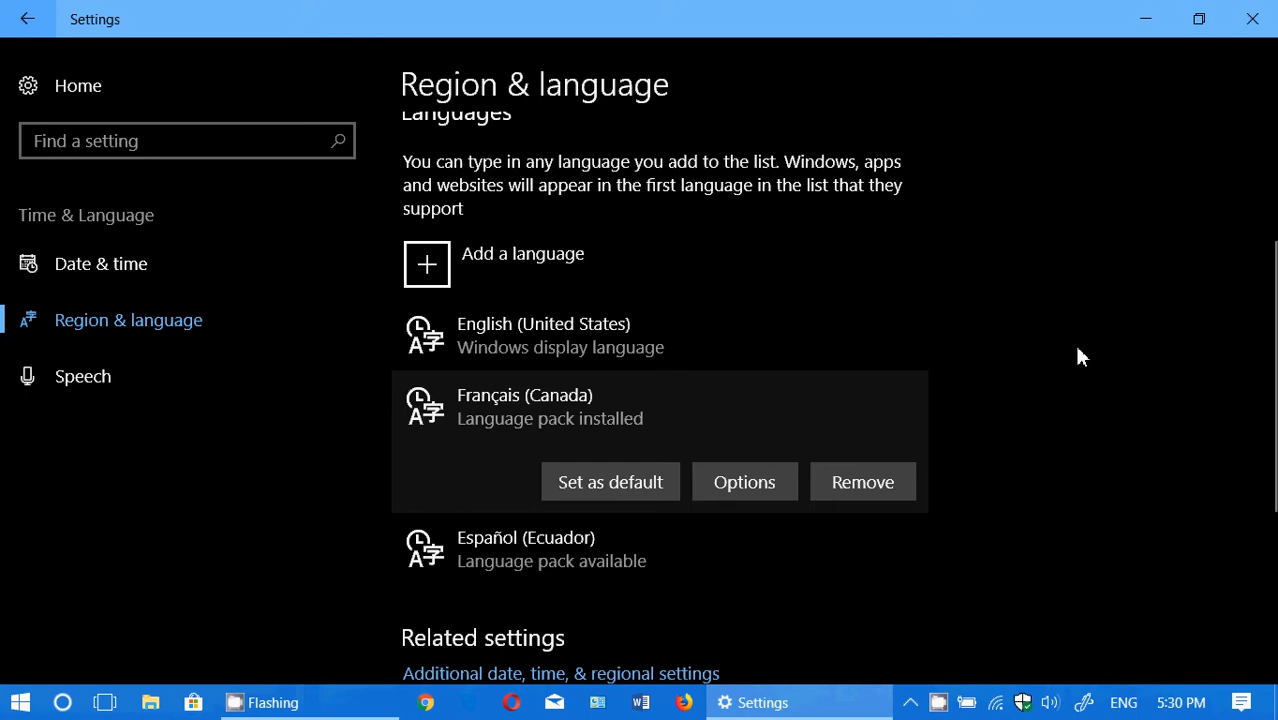 Settings
Home
Find a setting
Time & Language
Date & time
Region & language
Speech
Region & language
Languages
You can type in any language you add to the list. Windows, apps
and websites will appear in the first language in the list that they
support
Add a language
English (United States)
Windows display language
Français (Canada)
Language pack installed
Set as default
Options
Remove
Español (Ecuador)
Language pack available
Related settings
Additional date, time, & regional settings
Flashing
Settings
ENG
5:30 PM